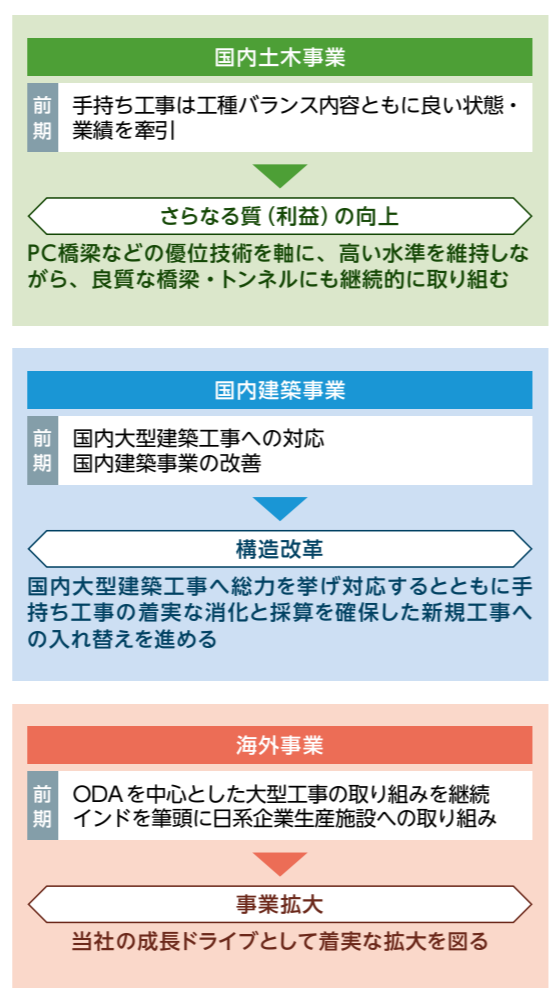 国内土木事業
前期
手持ち工事は工種バランス内容ともに良い状態・
業績を牽引
さらなる質（利益）の向上
PC橋梁などの優位技術を軸に、高い水準を維持しな
がら、良質な橋梁・トンネルにも継続的に取り組む
国内建築事業
前期
国内大型建築工事への対応
国内建築事業の改善
構造改革
国内大型建築工事へ総力を挙げ対応するとともに手
持ち工事の着実な消化と採算を確保した新規工事へ
の入れ替えを進める
海外事業
前期
ODAを中心とした大型工事の取り組みを継続
インドを筆頭に日系企業生産施設への取り組み
事業拡大
当社の成長ドライブとして着実な拡大を図る